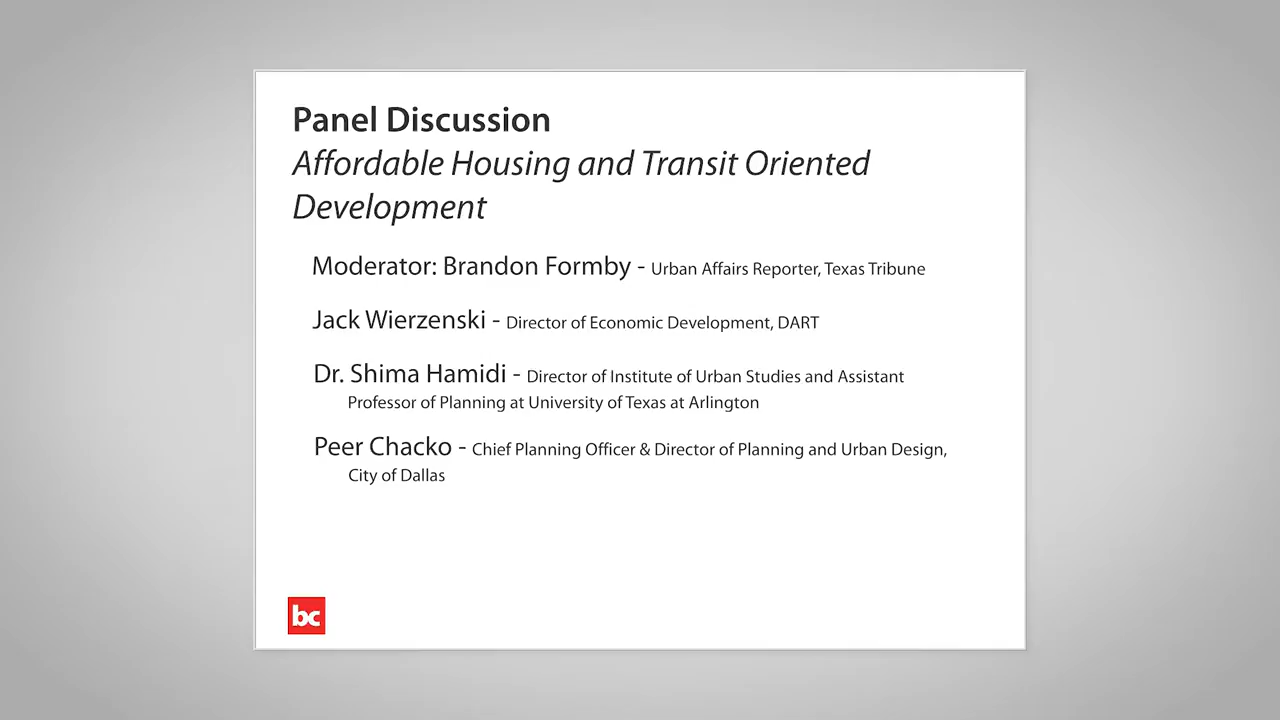 Panel Discussion
Affordable Housing and Transit Oriented
Development
Moderator: Brandon Formby - Urban Affairs Reporter, Texas Tribune
Jack Wierzenski - Director of Economic Development, DART
Dr. Shima Hamidi - Director of Institute of Urban Studies and Assistant
Professor of Planning at University of Texas at Arlington
Peer Chacko - Chief Planning Officer & Director of Planning and Urban Design,
City of Dallas
bc